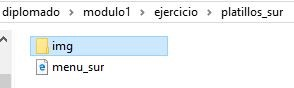 diplomado > modulo1 > ejercicio > platillos_sur
img
menu_sur